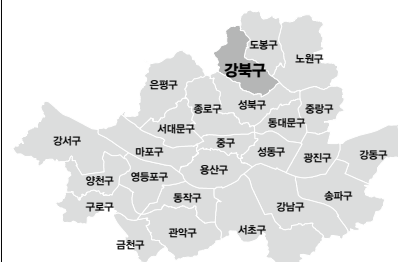 도봉구
노원구
강북구
은평구
종로구
성북구
중랑구
서대문구
동대문구
강서구
마포구
중구
성동구
광진구
강동구
양천구
영등포구
용산구
구로구
동작구
강남구
송파구
금천구
관악구
서초구